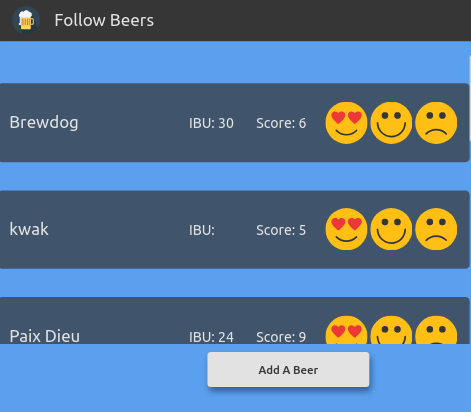 Follow Beers
Brewdog IBU: 30 Score: 6
kwak IBU: Score: 5
Paix Dieu IBU: 24 Score: 9
Add A Beer